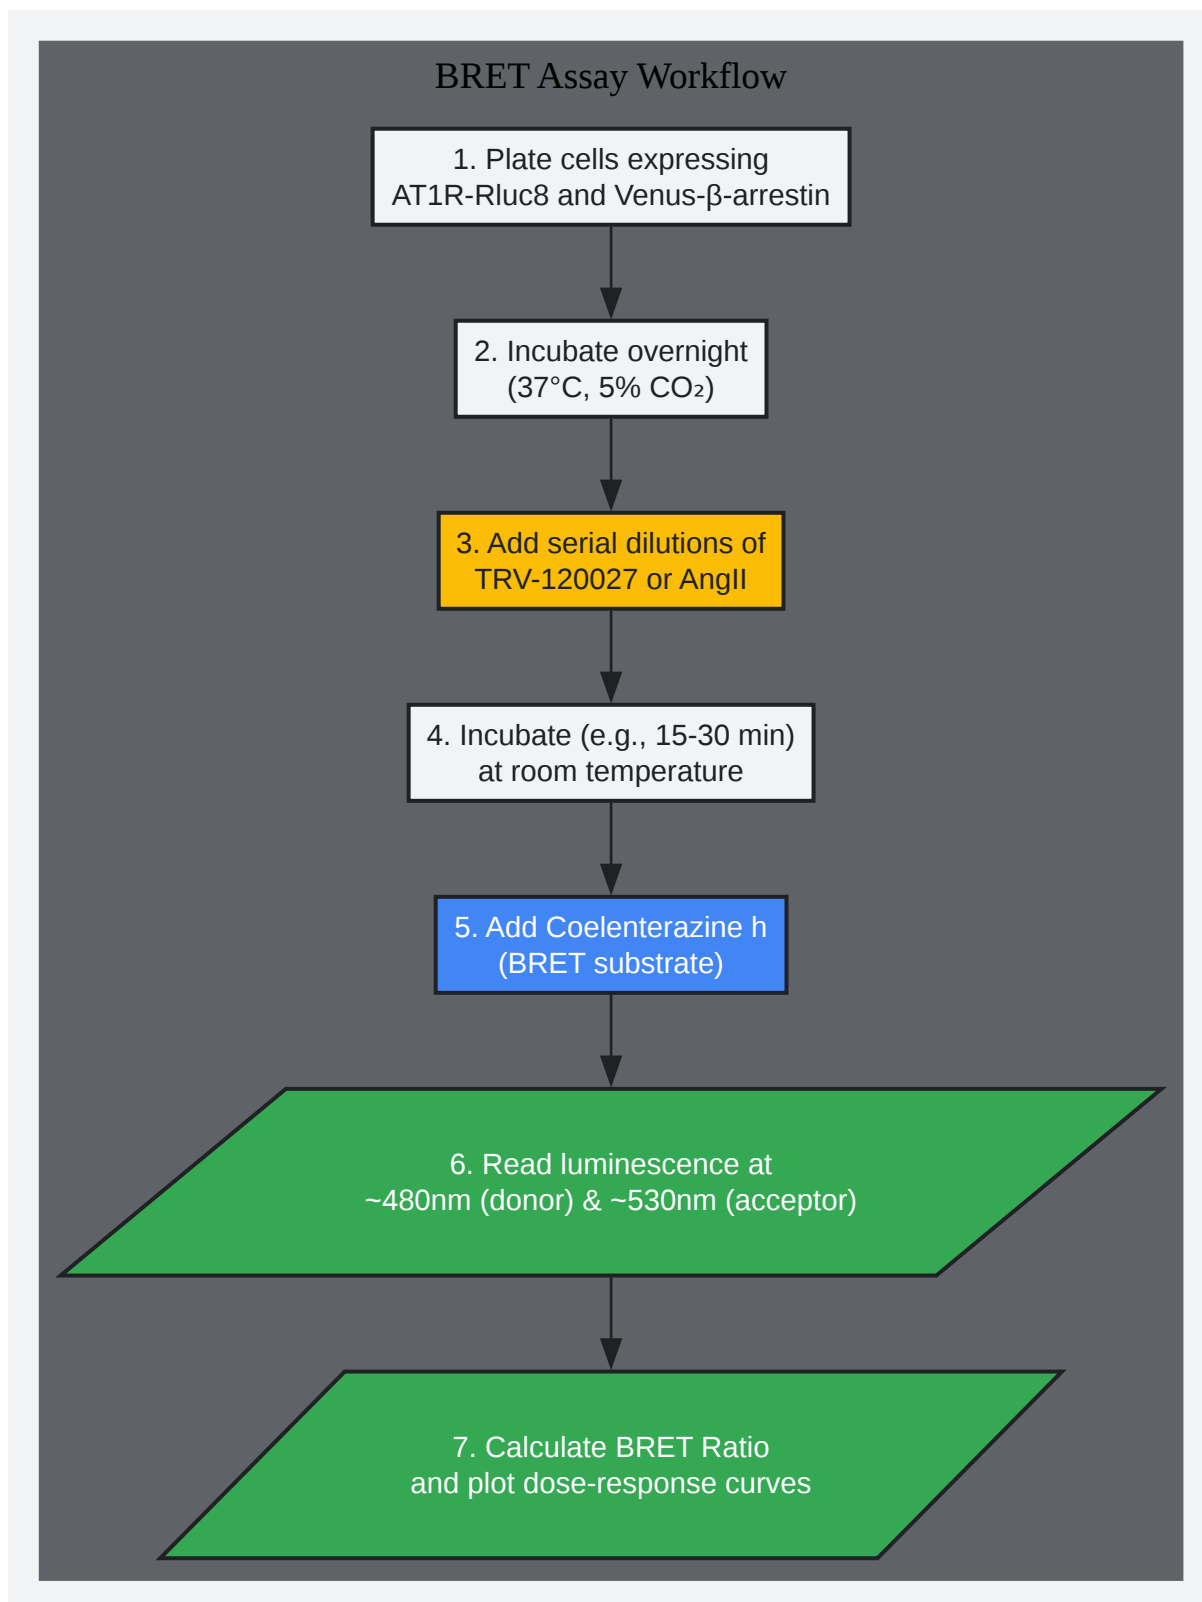 BRET Assay Workflow
1. Plate cells expressing
AT1R-Rluc8 and Venus-β-arrestin
2. Incubate overnight
(37°C, 5% CO₂)
3. Add serial dilutions of
TRV-120027 or AngII
4. Incubate (e.g., 15-30 min)
at room temperature
5. Add Coelenterazine h
(BRET substrate)
6. Read luminescence at
~480nm (donor) & ~530nm (acceptor)
7. Calculate BRET Ratio
and plot dose-response curves